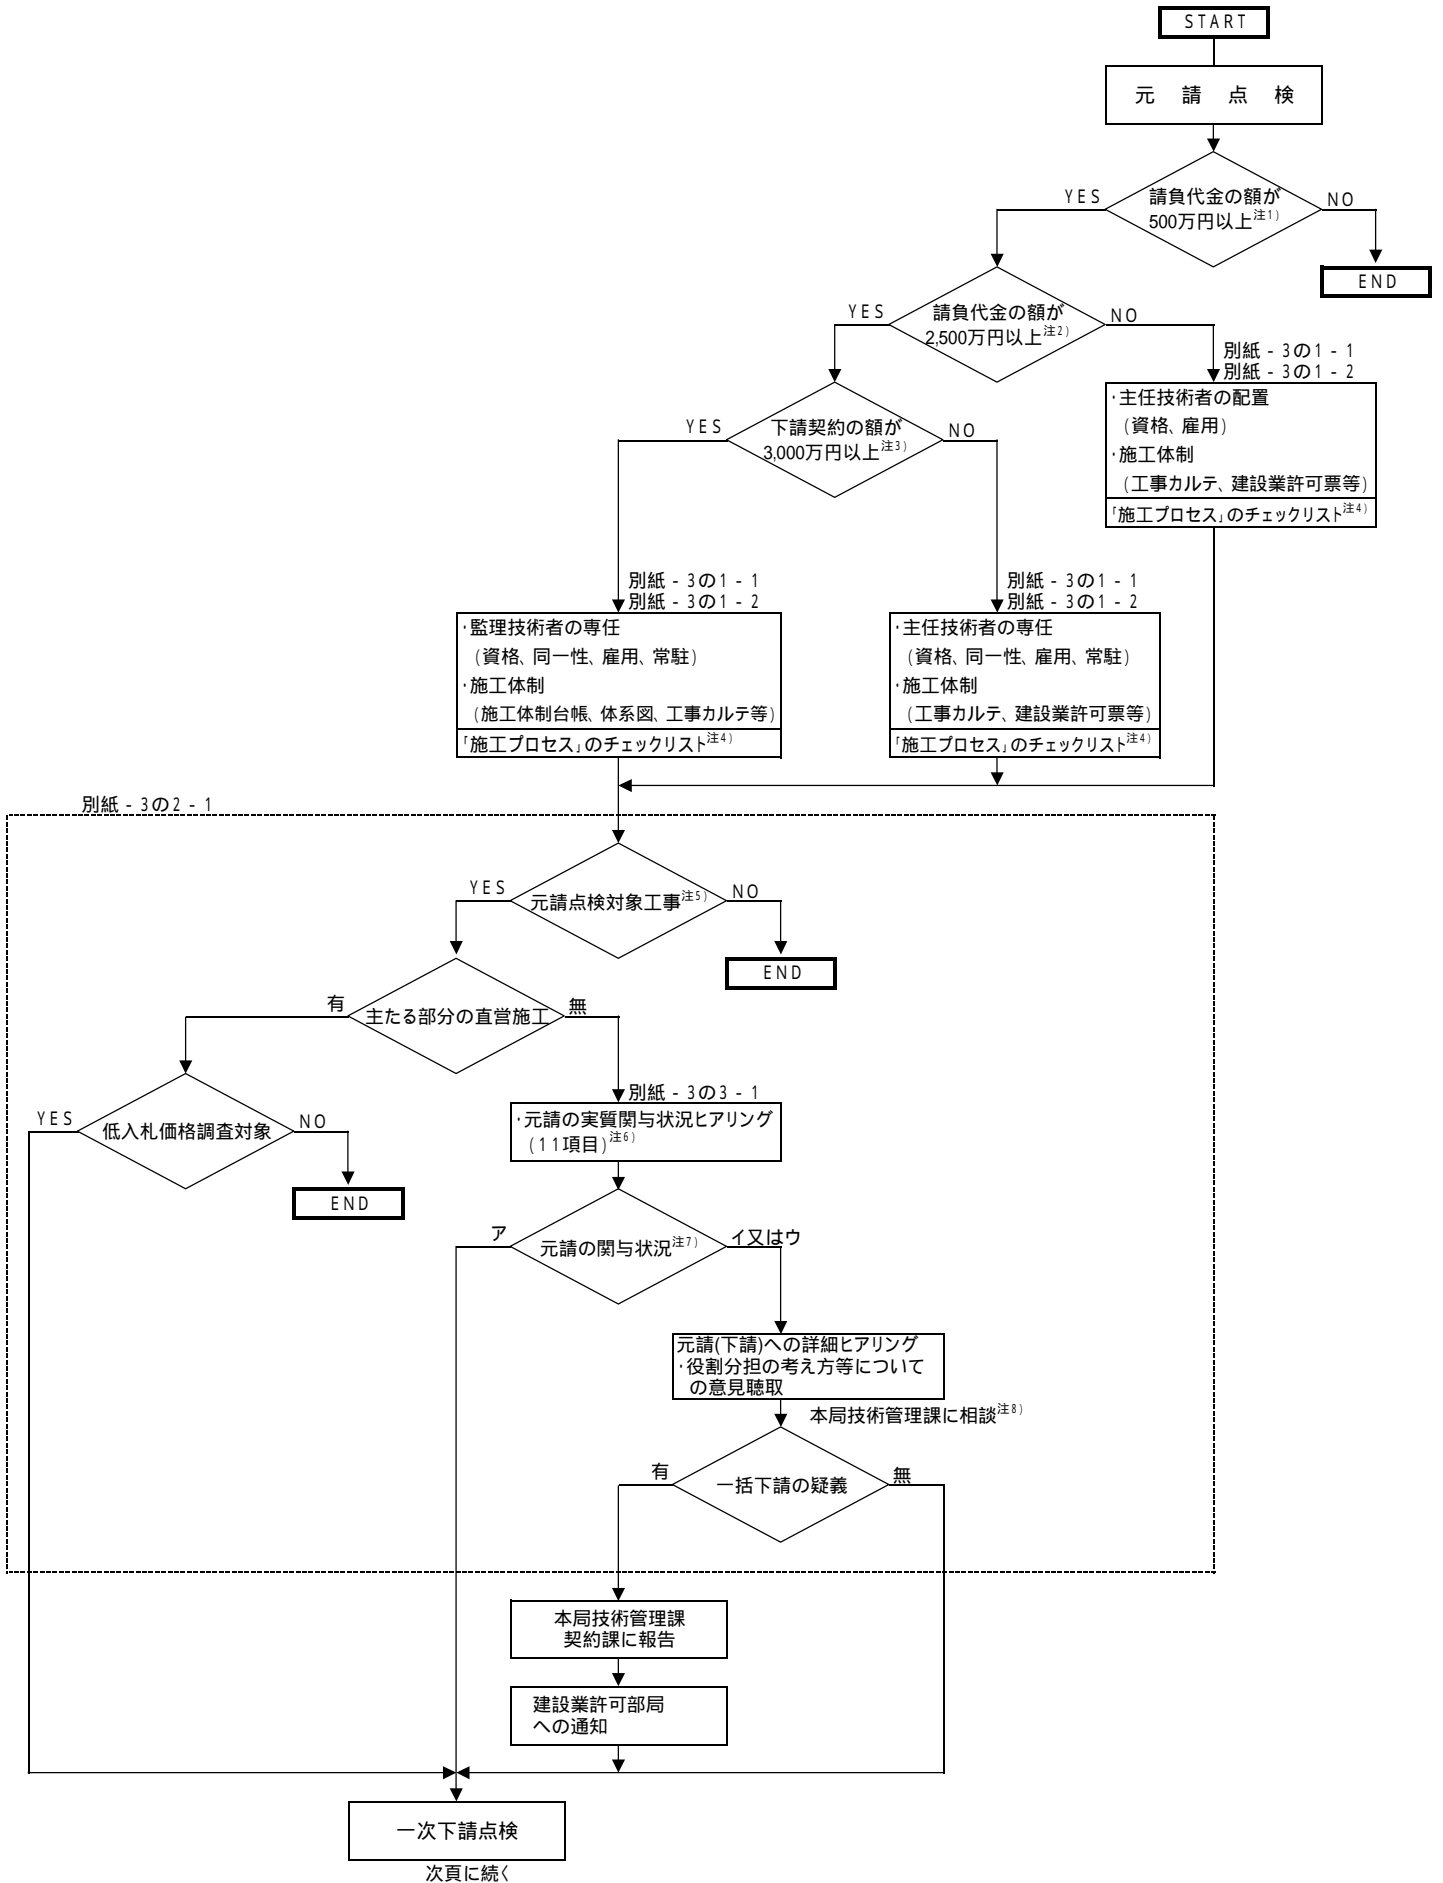 START
元請点検
請負代金の額が
500万円以上注1)
YES
NO
END
請負代金の額が
2,500万円以上注2)
YES
NO
別紙-3の1-1
別紙-3の1-2
・主任技術者の配置
(資格、雇用)
・施工体制
(工事カルテ、建設業許可票等)
「施工プロセス」のチェックリスト注4)
下請契約の額が
3,000万円以上注3)
YES
NO
別紙-3の1-1
別紙-3の1-2
・監理技術者の専任
(資格、同一性、雇用、常駐)
・施工体制
(施工体制台帳、体系図、工事カルテ等)
「施工プロセス」のチェックリスト注4)
別紙-3の1-1
別紙-3の1-2
・主任技術者の専任
(資格、同一性、雇用、常駐)
・施工体制
(工事カルテ、建設業許可票等)
「施工プロセス」のチェックリスト注4)
別紙-3の2-1
元請点検対象工事注5)
YES
NO
END
主たる部分の直営施工
有
無
低入札価格調査対象
YES
NO
END
別紙-3の3-1
・元請の実質関与状況ヒアリング
(11項目)注6)
元請の関与状況注7)
ア
イ又はウ
元請(下請)への詳細ヒアリング
・役割分担の考え方等について
の意見聴取
本局技術管理課に相談注8)
一括下請の疑義
有
無
本局技術管理課
契約課に報告
建設業許可部局
への通知
一次下請点検
次頁に続く